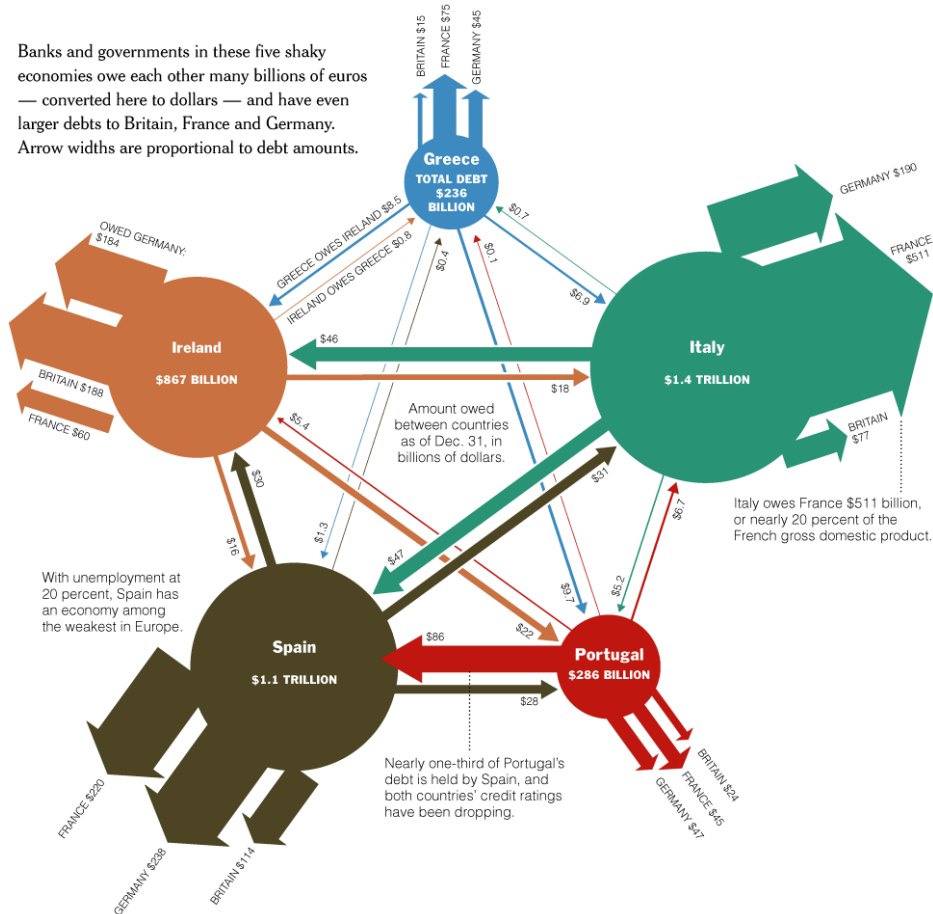 Banks and governments in these five shaky
economies owe each other many billions of euros
— converted here to dollars — and have even
larger debts to Britain, France and Germany.
Arrow widths are proportional to debt amounts.
BRITAIN $15
FRANCE $75
GERMANY $45
Greece
TOTAL DEBT
$236
BILLION
GREECE OWES IRELAND $8.5
IRELAND OWES GREECE $0.8
$0.4
$0.1
$0.7
$6.9
GERMANY $190
FRANCE
$511
OWED GERMANY:
$184
BRITAIN $188
FRANCE $60
Ireland
$867 BILLION
$46
$18
Italy
$1.4 TRILLION
BRITAIN
$77
$5.4
Amount owed
between countries
as of Dec. 31, in
billions of dollars.
$30
$16
$1.3
$47
$31
$6.7
$5.2
$9.7
$22
Italy owes France $511 billion,
or nearly 20 percent of the
French gross domestic product.
With unemployment at
20 percent, Spain has
an economy among
the weakest in Europe.
Spain
$1.1 TRILLION
$86
$28
Portugal
$286 BILLION
Nearly one-third of Portugal’s
debt is held by Spain, and
both countries’ credit ratings
have been dropping.
FRANCE $220
GERMANY $238
BRITAIN $114
BRITAIN $24
FRANCE $45
GERMANY $47